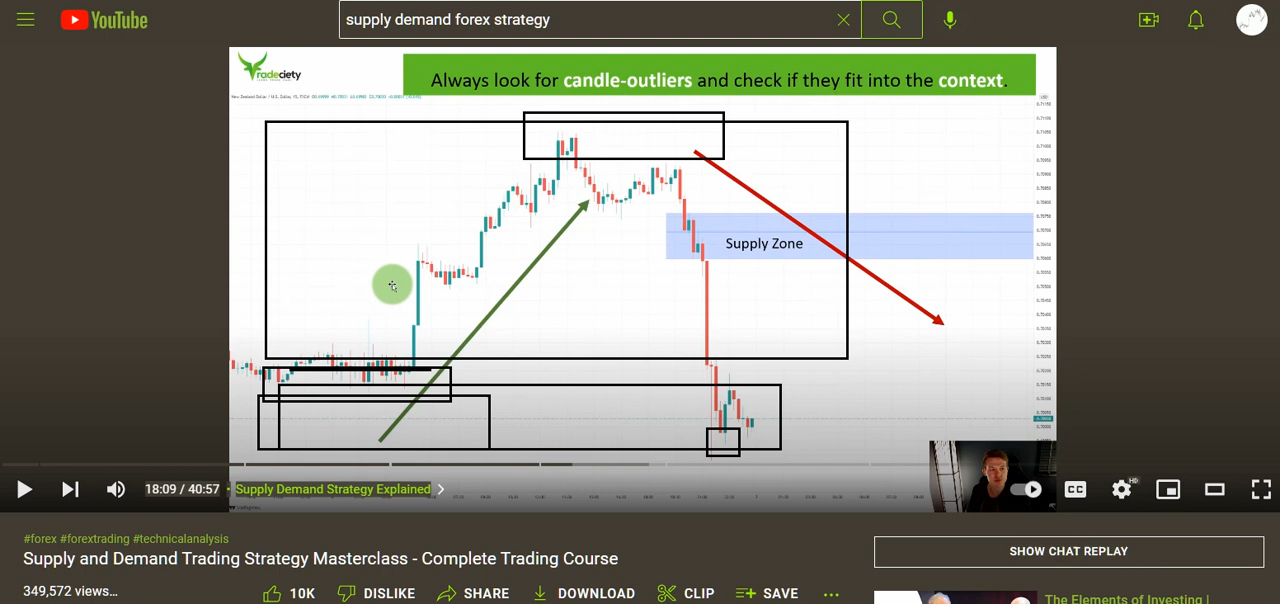 YouTube
supply demand forex strategy
radeciety
Always look for candle-outliers and check if they fit into the context.
Supply Zone
18:09 / 40:57 • Supply Demand Strategy Explained
CC
HD
#forex #forextrading #technicalanalysis
Supply and Demand Trading Strategy Masterclass - Complete Trading Course
SHOW CHAT REPLAY
349,572 views...
10K
DISLIKE
SHARE
DOWNLOAD
CLIP
SAVE
The Elements of Investing |